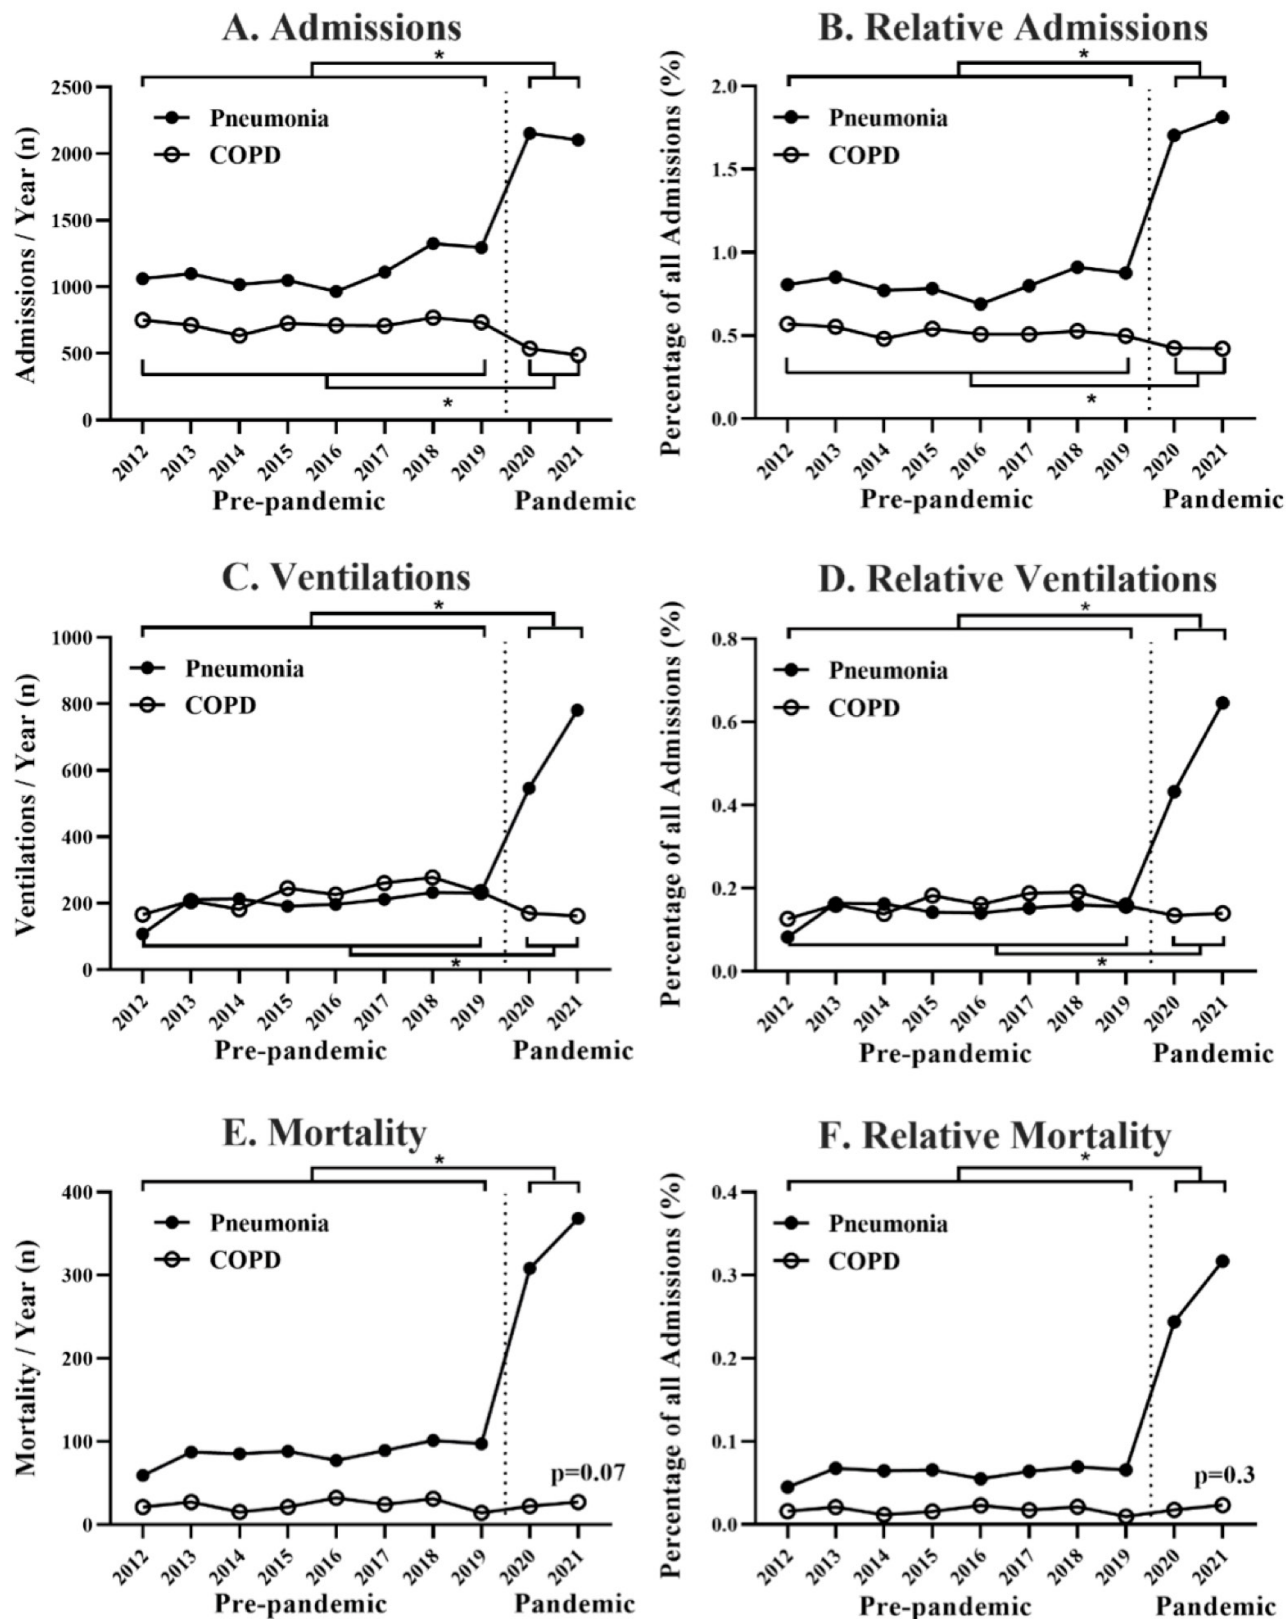 A. Admissions
*
Admissions / Year (n)
2500
2000
1500
1000
500
0
Pneumonia
COPD
*
2012
2013
2014
2015
2016
2017
2018
2019
2020
2021
Pre-pandemic
Pandemic
B. Relative Admissions
*
Percentage of all Admissions (%)
2.0
1.5
1.0
0.5
0.0
Pneumonia
COPD
*
2012
2013
2014
2015
2016
2017
2018
2019
2020
2021
Pre-pandemic
Pandemic
C. Ventilations
*
Ventilations / Year (n)
1000
800
600
400
200
0
Pneumonia
COPD
*
2012
2013
2014
2015
2016
2017
2018
2019
2020
2021
Pre-pandemic
Pandemic
D. Relative Ventilations
*
Percentage of all Admissions (%)
0.8
0.6
0.4
0.2
0.0
Pneumonia
COPD
*
2012
2013
2014
2015
2016
2017
2018
2019
2020
2021
Pre-pandemic
Pandemic
E. Mortality
*
Mortality / Year (n)
400
300
200
100
0
Pneumonia
COPD
p=0.07
2012
2013
2014
2015
2016
2017
2018
2019
2020
2021
Pre-pandemic
Pandemic
F. Relative Mortality
*
Percentage of all Admissions (%)
0.4
0.3
0.2
0.1
0.0
Pneumonia
COPD
p=0.3
2012
2013
2014
2015
2016
2017
2018
2019
2020
2021
Pre-pandemic
Pandemic